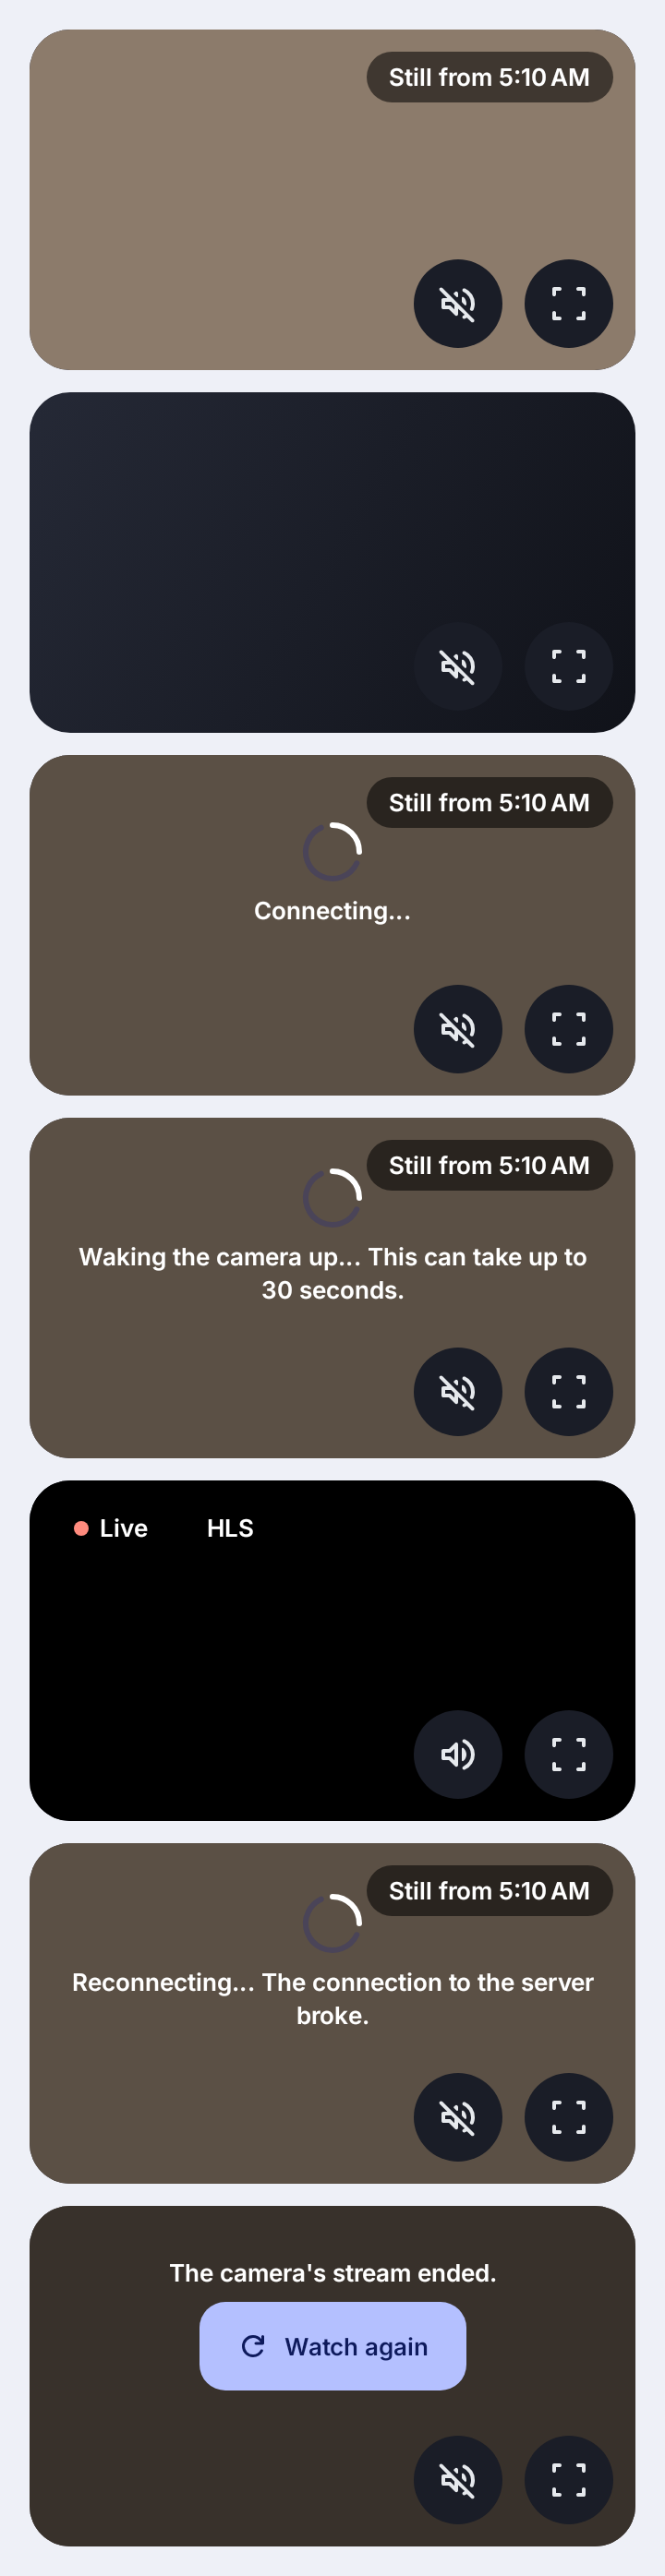 Still from 5:10 AM
Still from 5:10 AM
Connecting...
Still from 5:10 AM
Waking the camera up... This can take up to
30 seconds.
Live HLS
Still from 5:10 AM
Reconnecting... The connection to the server
broke.
The camera's stream ended.
Watch again